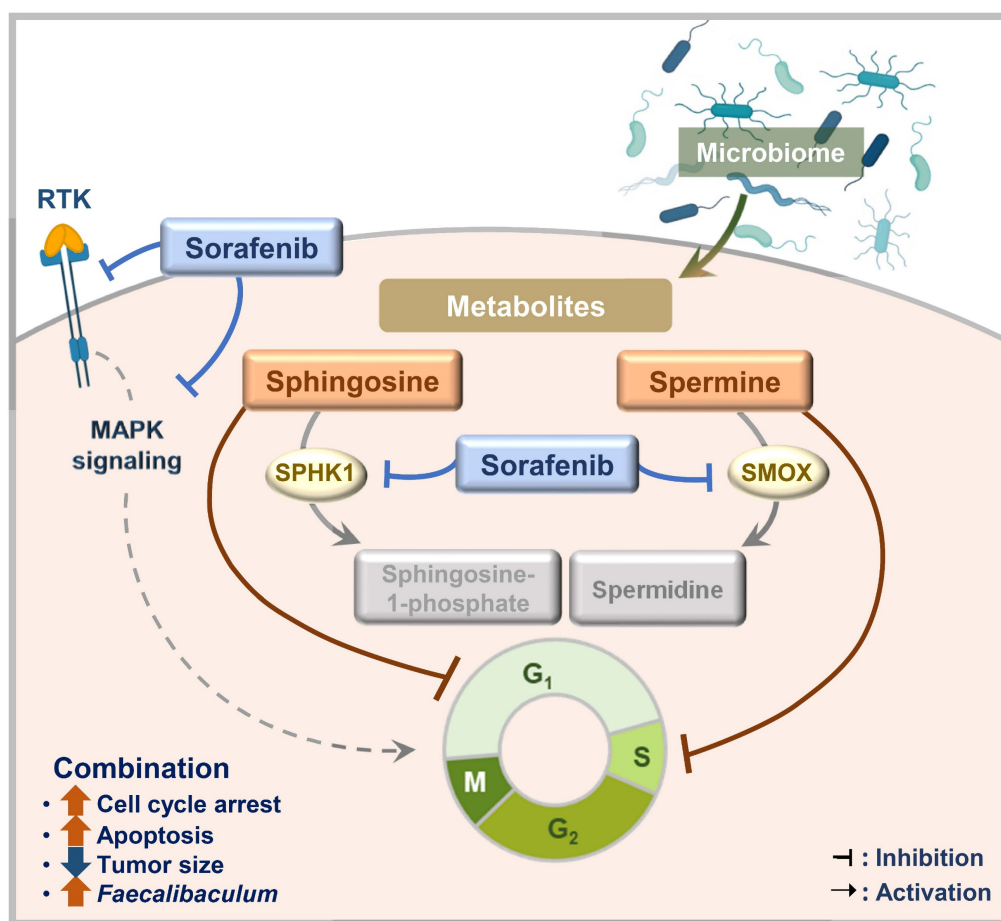 Microbiome
RTK
Sorafenib
Metabolites
Sphingosine
Spermine
MAPK
signaling
SPHK1
Sorafenib
SMOX
Sphingosine-
1-phosphate
Spermidine
G₁
S
M
G₂
Combination
• Cell cycle arrest
• Apoptosis
• Tumor size
• Faecalibaculum
: Inhibition
: Activation